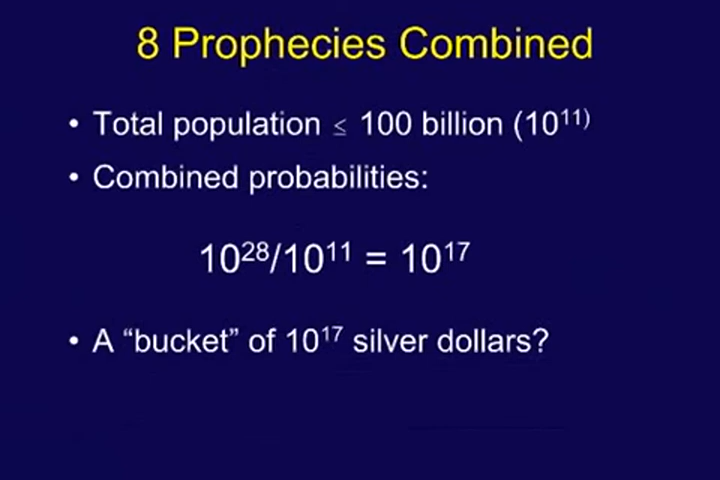 8 Prophecies Combined
• Total population ≤ 100 billion (10¹¹⁾
• Combined probabilities:
10²⁸/10¹¹ = 10¹⁷
• A “bucket” of 10¹⁷ silver dollars?